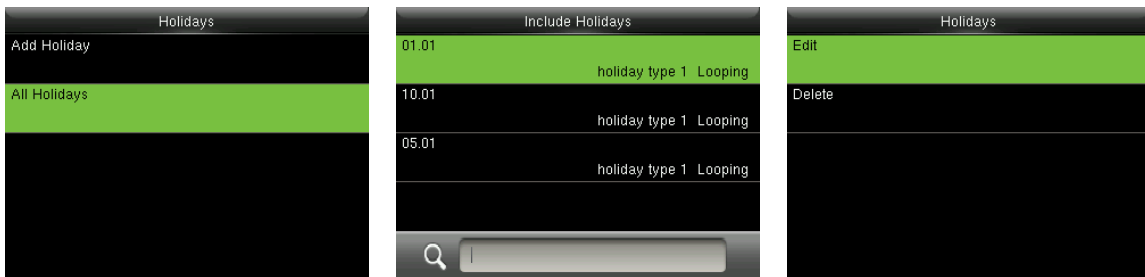 Holidays
Add Holiday
All Holidays
Include Holidays
01.01
holiday type 1 Looping
10.01
holiday type 1 Looping
05.01
holiday type 1 Looping
Holidays
Edit
Delete